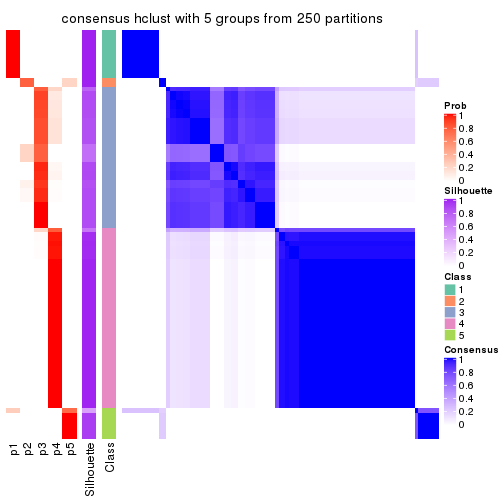 consensus hclust with 5 groups from 250 partitions
Prob
1
0.8
0.6
0.4
0.2
0
Silhouette
1
0.8
0.6
0.4
0.2
0
Class
1
2
3
4
5
Consensus
1
0.8
0.6
0.4
0.2
0
p1
p2
p3
p4
p5
Silhouette
Class